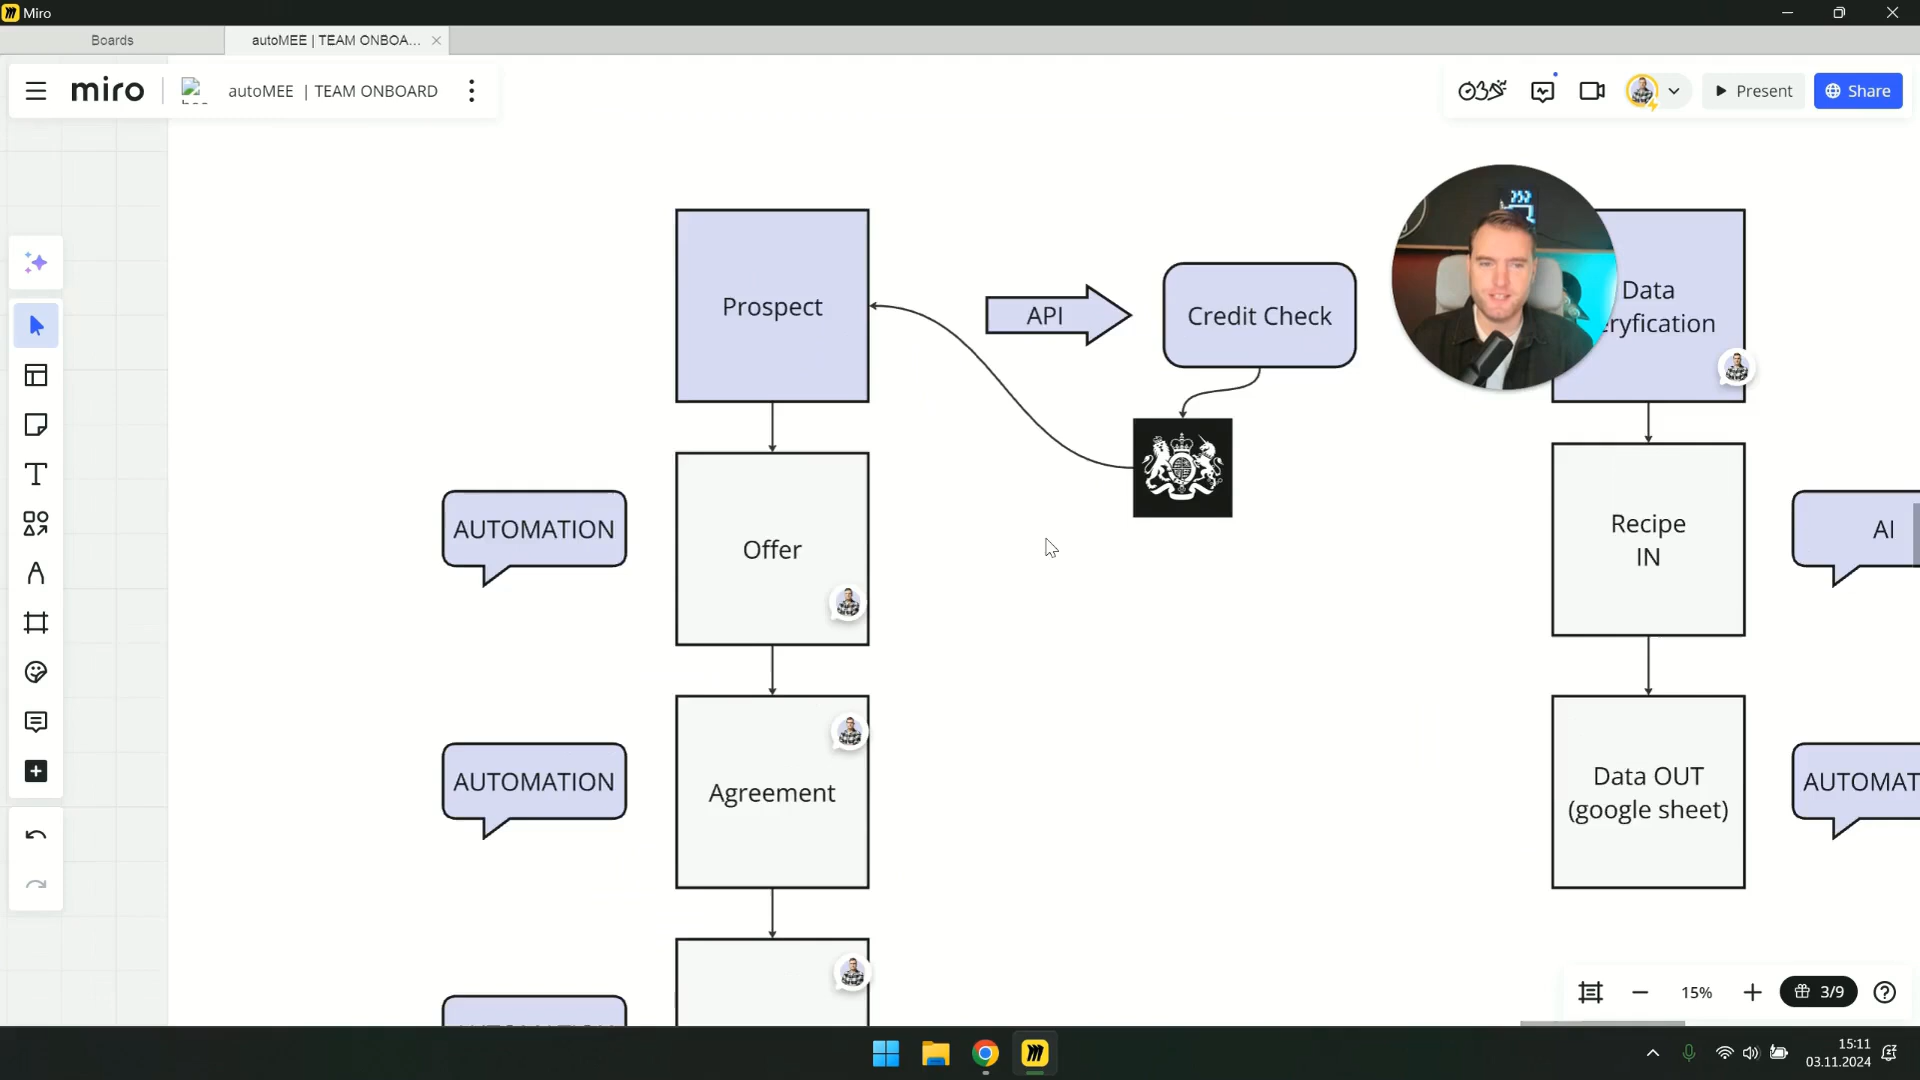 Miro
Boards
autoMEE | TEAM ONBOA...
miro
autoMEE | TEAM ONBOARD
Present
Share
Prospect
API
Credit Check
Data
eryfication
AUTOMATION
Offer
Recipe
IN
AI
AUTOMATION
Agreement
Data OUT
(google sheet)
AUTOMAT
15%
3/9
15:11
03.11.2024